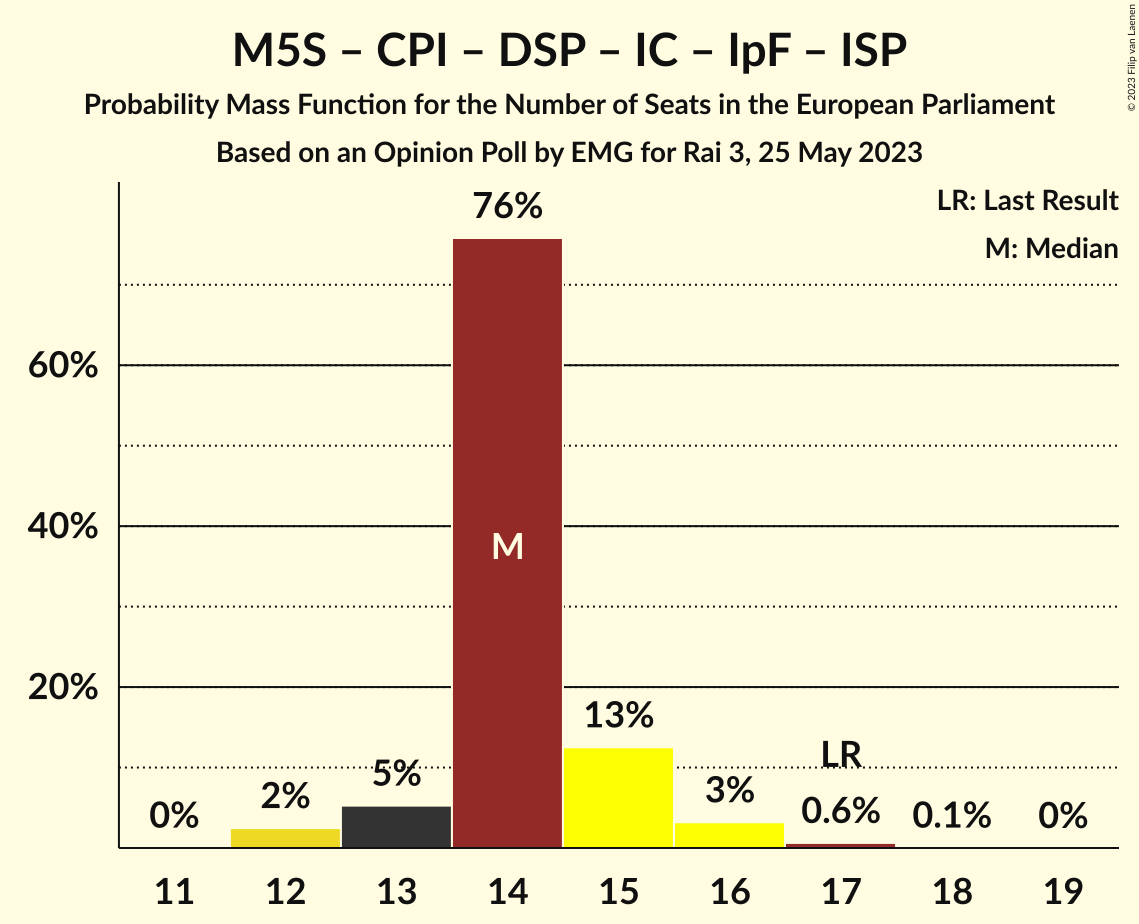 M5S – CPI – DSP – IC – IpF – ISP
Probability Mass Function for the Number of Seats in the European Parliament
Based on an Opinion Poll by EMG for Rai 3, 25 May 2023
© 2023 Filip van Laenen
LR: Last Result
M: Median
60%
40%
20%
0%
2%
5%
76%
M
13%
3%
LR
0.6%
0.1%
0%
11 12 13 14 15 16 17 18 19